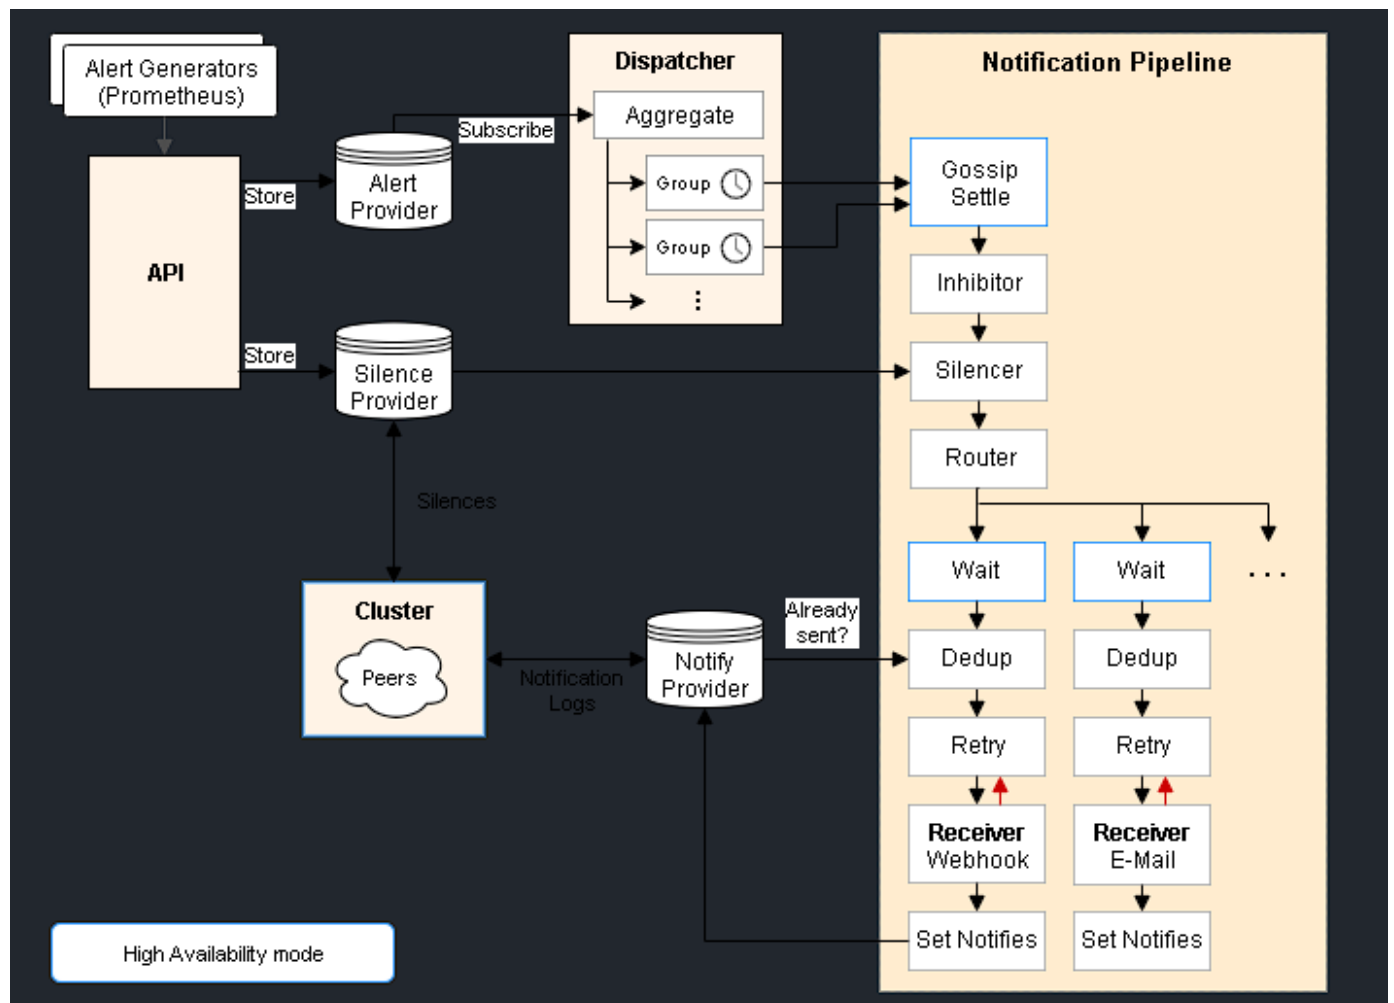 Alert Generators
(Prometheus)
API
Store
Alert
Provider
Subscribe
Dispatcher
Aggregate
Group
Group
Store
Silence
Provider
Silences
Cluster
Peers
Notification
Logs
Notify
Provider
Already
sent?
Notification Pipeline
Gossip
Settle
Inhibitor
Silencer
Router
Wait
Wait
...
Dedup
Dedup
Retry
Retry
Receiver
Webhook
Receiver
E-Mail
Set Notifies
Set Notifies
High Availability mode